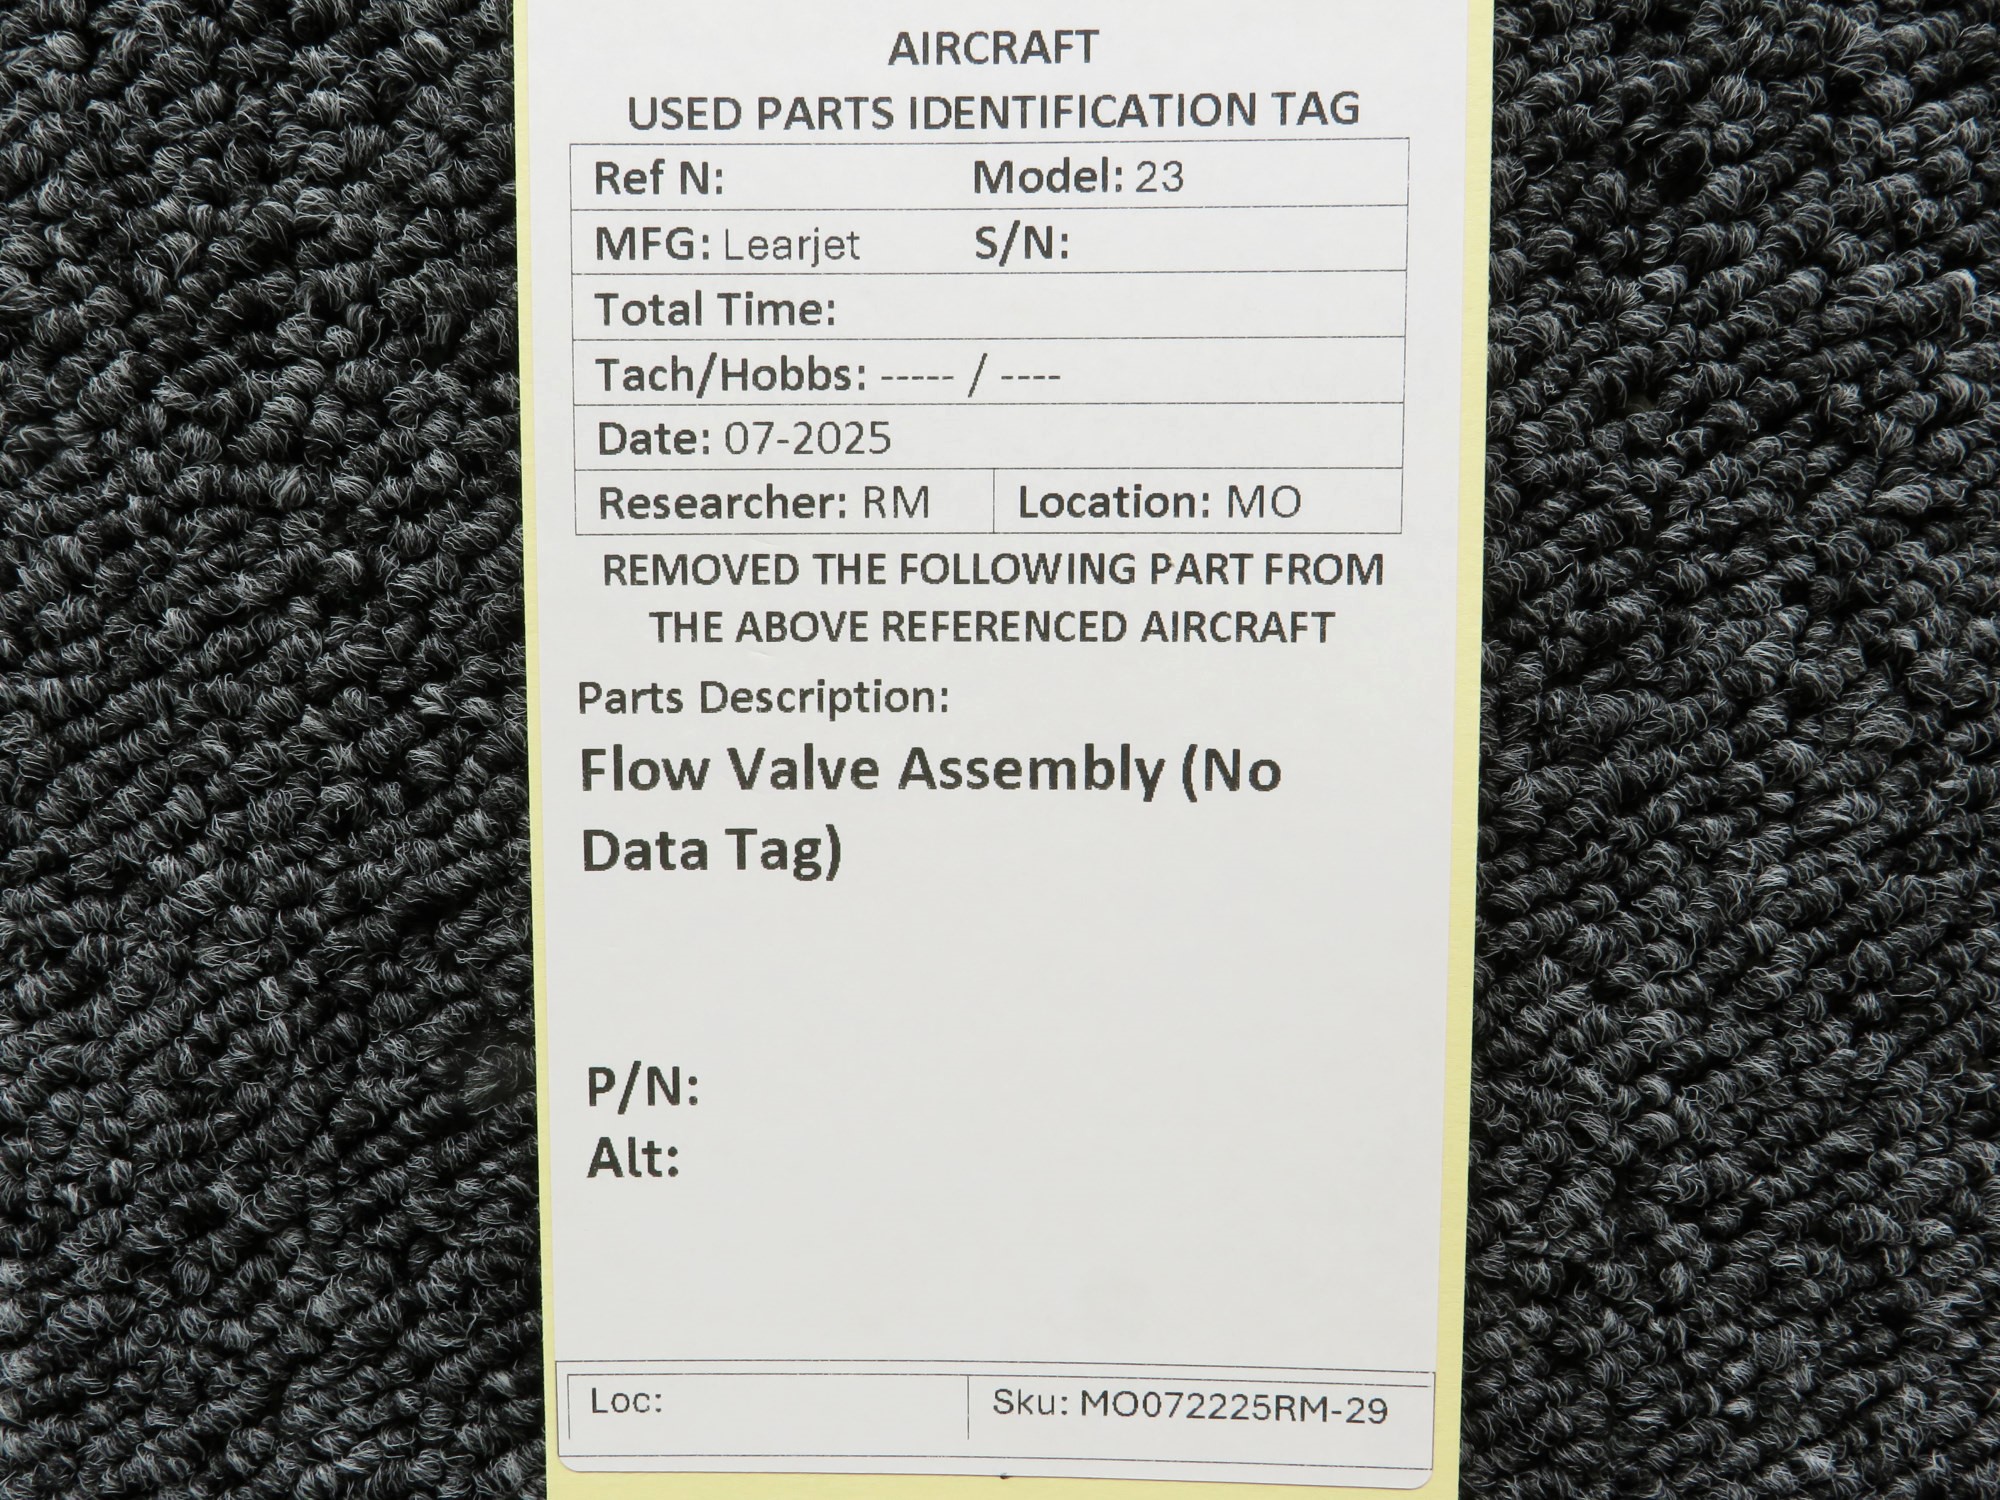 AIRCRAFT
USED PARTS IDENTIFICATION TAG
Ref N: Model: 23
MFG: Learjet S/N:
Total Time:
Tach/Hobbs: ----- / ----
Date: 07-2025
Researcher: RM Location: MO
REMOVED THE FOLLOWING PART FROM
THE ABOVE REFERENCED AIRCRAFT
Parts Description:
Flow Valve Assembly (No
Data Tag)
P/N:
Alt:
Loc: Sku: MO072225RM-29